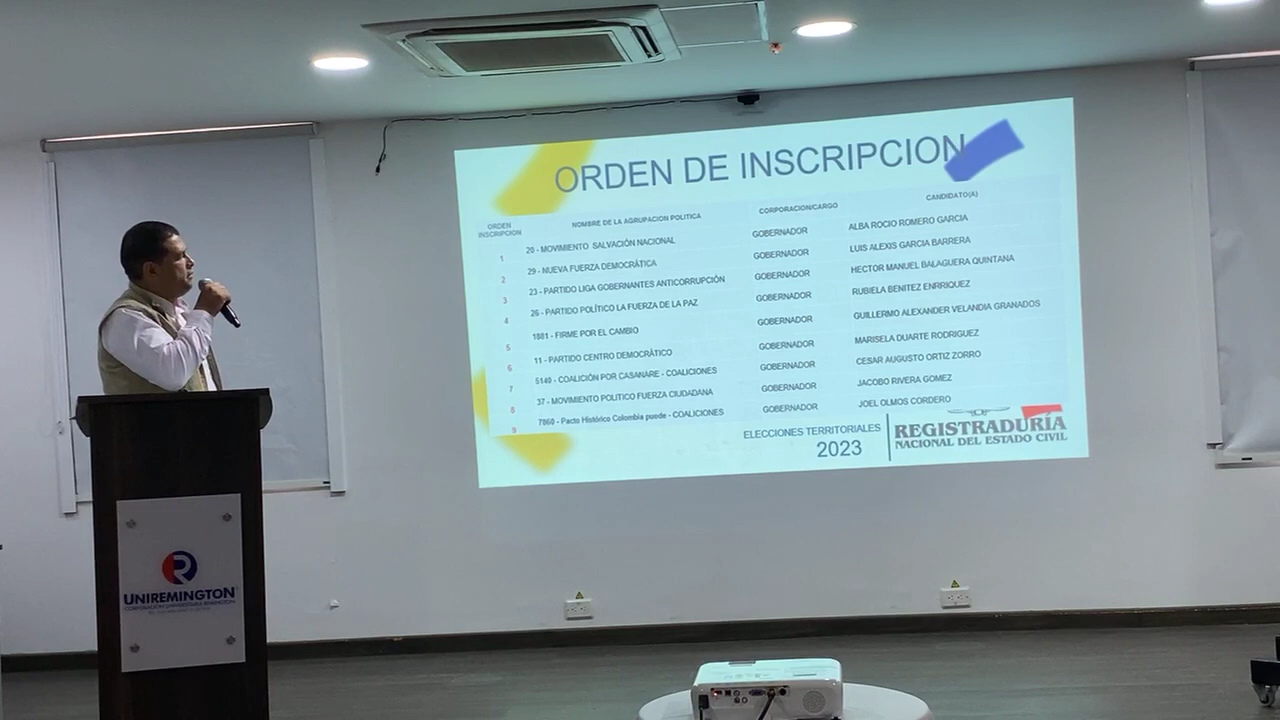 ORDEN DE INSCRIPCION
ORDEN INSCRIPCION NOMBRE DE LA AGRUPACION POLITICA CORPORACION/CARGO CANDIDATO(A)
1 20 - MOVIMIENTO SALVACIÓN NACIONAL GOBERNADOR ALBA ROCIO ROMERO GARCIA
2 29 - NUEVA FUERZA DEMOCRÁTICA GOBERNADOR LUIS ALEXIS GARCIA BARRERA
3 23 - PARTIDO LIGA GOBERNANTES ANTICORRUPCIÓN GOBERNADOR HECTOR MANUEL BALAGUERA QUINTANA
4 26 - PARTIDO POLÍTICO LA FUERZA DE LA PAZ GOBERNADOR RUBIELA BENITEZ ENRRIQUEZ
5 1881 - FIRME POR EL CAMBIO GOBERNADOR GUILLERMO ALEXANDER VELANDIA GRANADOS
6 11 - PARTIDO CENTRO DEMOCRÁTICO GOBERNADOR MARISELA DUARTE RODRIGUEZ
7 5140 - COALICIÓN POR CASANARE - COALICIONES GOBERNADOR CESAR AUGUSTO ORTIZ ZORRO
8 37 - MOVIMIENTO POLITICO FUERZA CIUDADANA GOBERNADOR JACOBO RIVERA GOMEZ
9 7860 - Pacto Histórico Colombia puede - COALICIONES GOBERNADOR JOEL OLMOS CORDERO
ELECCIONES TERRITORIALES
2023
REGISTRADURÍA
NACIONAL DEL ESTADO CIVIL
UNIREMINGTON
CORPORACIÓN UNIVERSITARIA REMINGTON